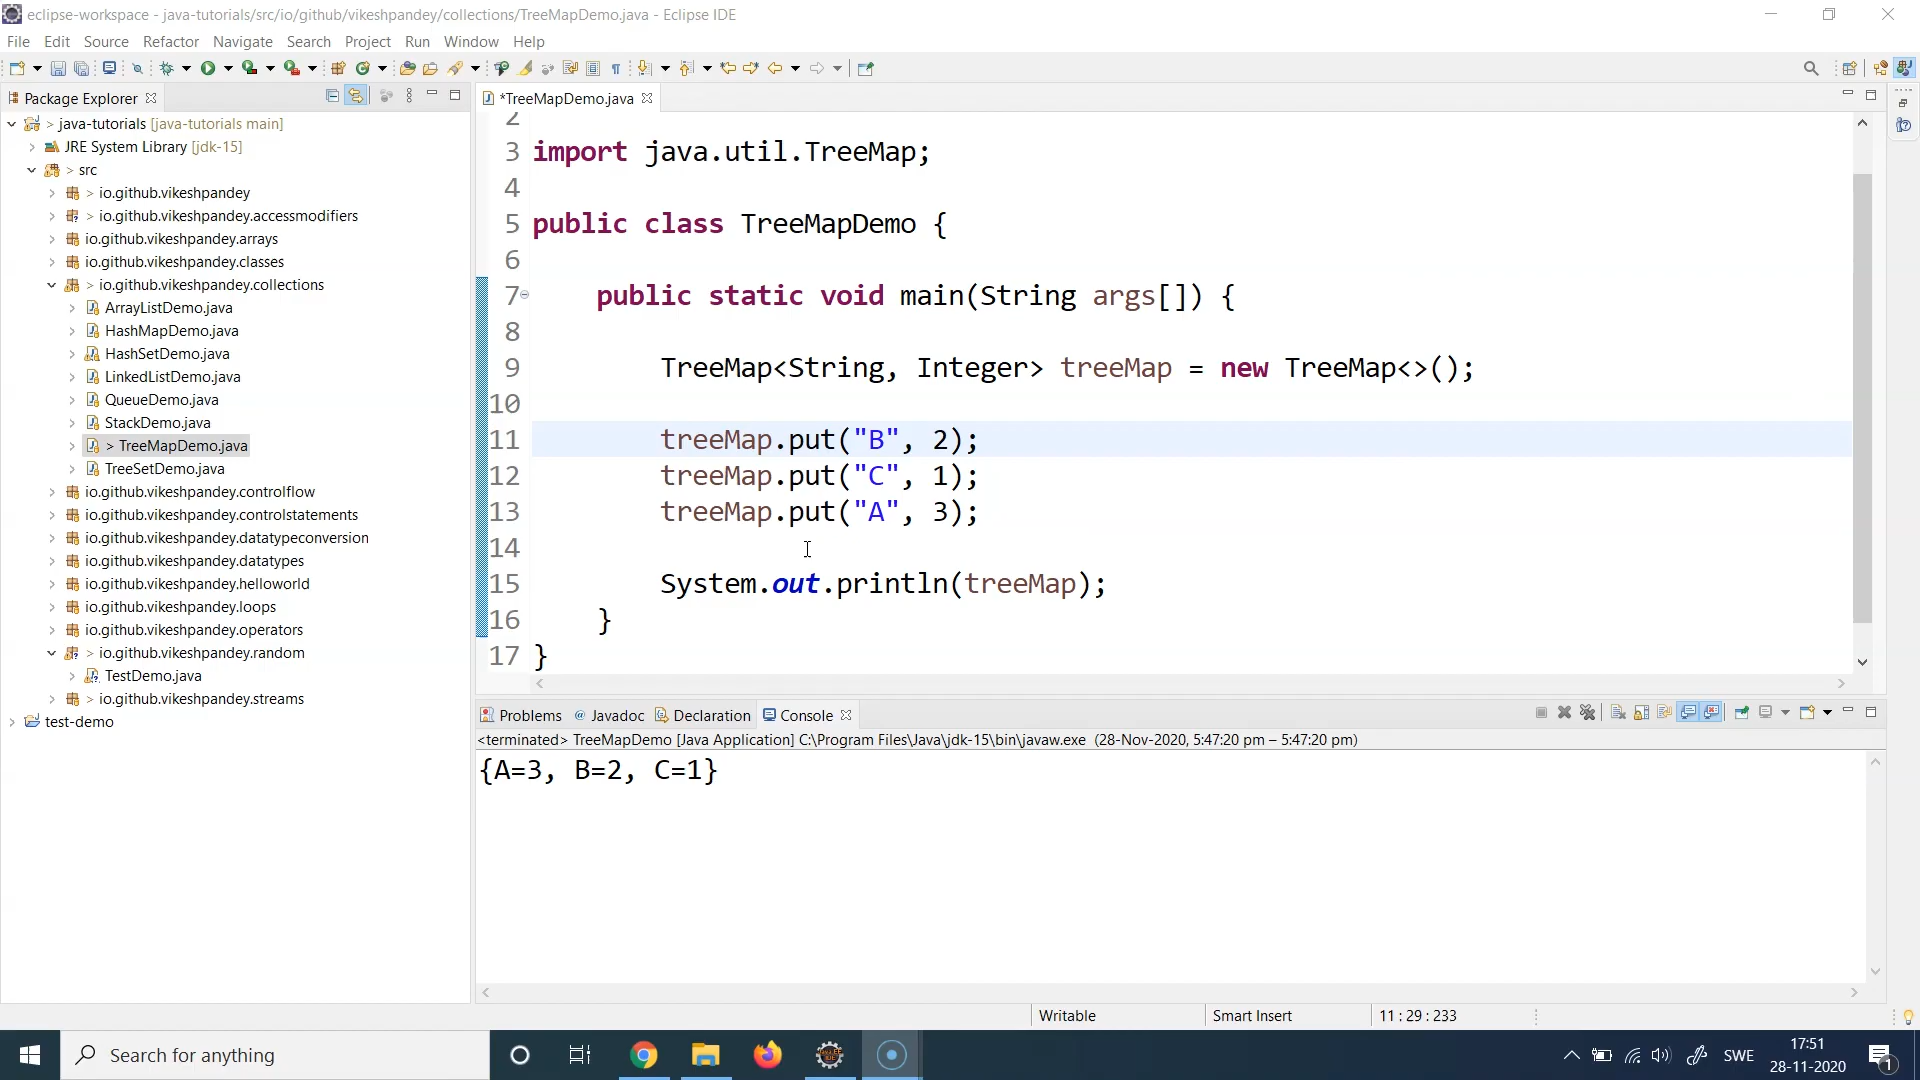 eclipse-workspace - java-tutorials/src/io/github/vikeshpandey/collections/TreeMapDemo.java - Eclipse IDE
File Edit Source Refactor Navigate Search Project Run Window Help
Package Explorer
> java-tutorials [java-tutorials main]
JRE System Library [jdk-15]
> src
> io.github.vikeshpandey
> io.github.vikeshpandey.accessmodifiers
io.github.vikeshpandey.arrays
io.github.vikeshpandey.classes
> io.github.vikeshpandey.collections
ArrayListDemo.java
HashMapDemo.java
HashSetDemo.java
LinkedListDemo.java
QueueDemo.java
StackDemo.java
> TreeMapDemo.java
TreeSetDemo.java
io.github.vikeshpandey.controlflow
io.github.vikeshpandey.controlstatements
io.github.vikeshpandey.datatypeconversion
io.github.vikeshpandey.datatypes
io.github.vikeshpandey.helloworld
io.github.vikeshpandey.loops
io.github.vikeshpandey.operators
> io.github.vikeshpandey.random
TestDemo.java
> io.github.vikeshpandey.streams
test-demo
*TreeMapDemo.java
2
3 import java.util.TreeMap;
4
5 public class TreeMapDemo {
6
7 public static void main(String args[]) {
8
9 TreeMap<String, Integer> treeMap = new TreeMap<>();
10
11 treeMap.put("B", 2);
12 treeMap.put("C", 1);
13 treeMap.put("A", 3);
14
15 System.out.println(treeMap);
16 }
17 }
Problems @ Javadoc Declaration Console
<terminated> TreeMapDemo [Java Application] C:\Program Files\Java\jdk-15\bin\javaw.exe (28-Nov-2020, 5:47:20 pm – 5:47:20 pm)
{A=3, B=2, C=1}
Writable Smart Insert 11 : 29 : 233
Search for anything
SWE
17:51
28-11-2020
1